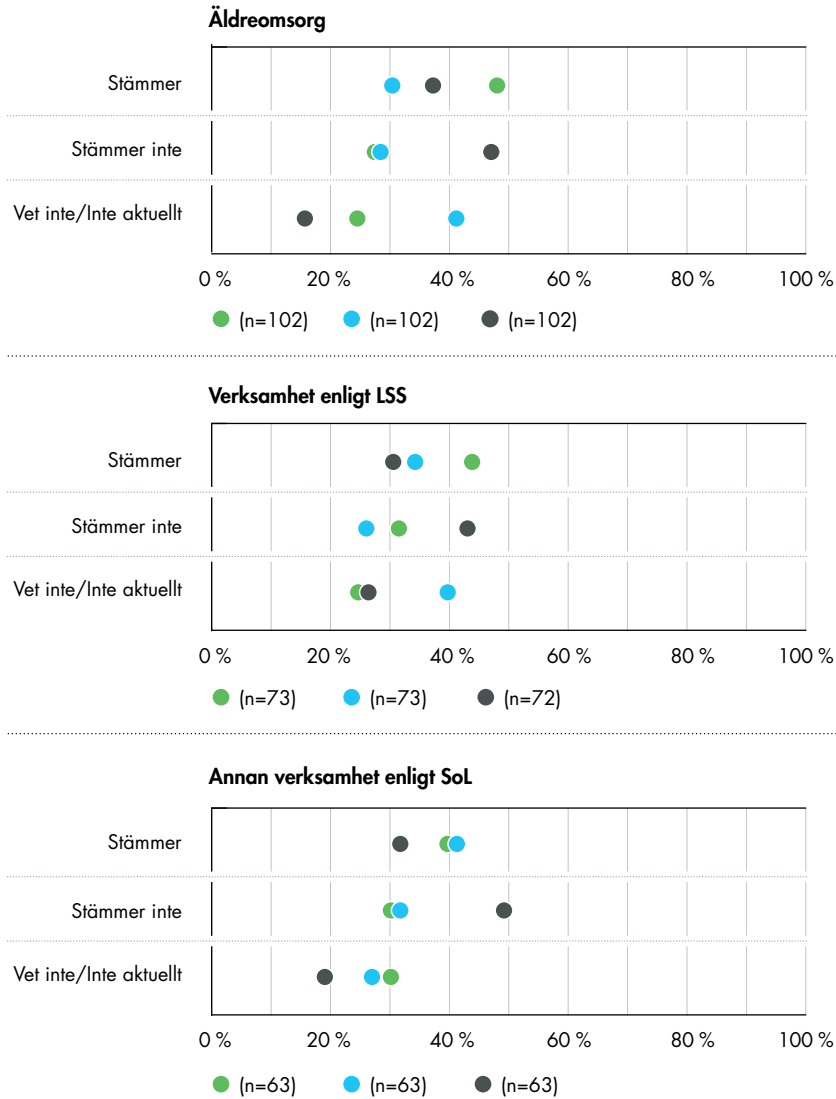 Äldreomsorg
Stämmer
Stämmer inte
Vet inte/Inte aktuellt
0 % 20 % 40 % 60 % 80 % 100 %
(n=102) (n=102) (n=102)
Verksamhet enligt LSS
Stämmer
Stämmer inte
Vet inte/Inte aktuellt
0 % 20 % 40 % 60 % 80 % 100 %
(n=73) (n=73) (n=72)
Annan verksamhet enligt SoL
Stämmer
Stämmer inte
Vet inte/Inte aktuellt
0 % 20 % 40 % 60 % 80 % 100 %
(n=63) (n=63) (n=63)